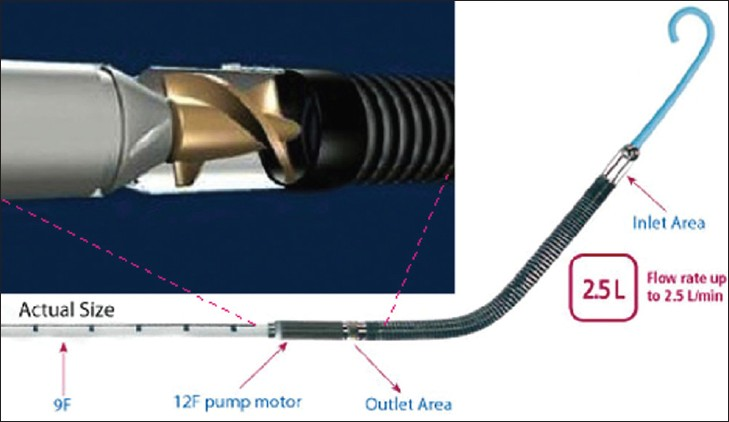 Inlet Area
2.5 L
Flow rate up
to 2.5 L/min
Actual Size
9F
12F pump motor
Outlet Area